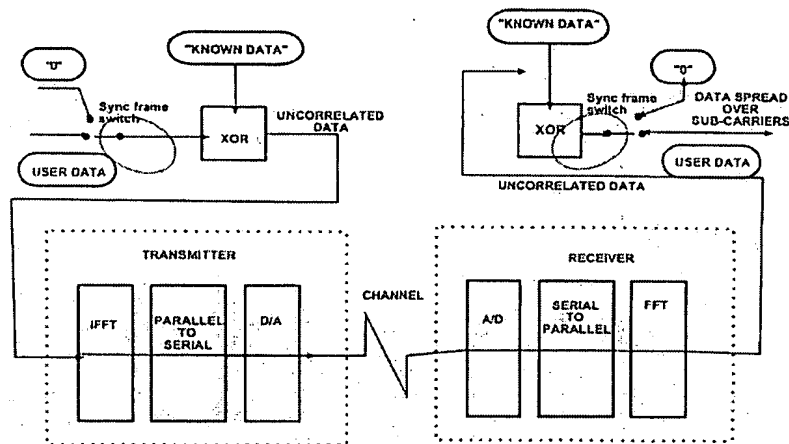 "KNOWN DATA"
"0"
Sync frame
switch
XOR
UNCORRELATED
DATA
USER DATA
"KNOWN DATA"
"0"
Sync frame
switch
XOR
DATA SPREAD
OVER
SUB-CARRIERS
USER DATA
UNCORRELATED DATA
TRANSMITTER
IFFT
PARALLEL
TO
SERIAL
D/A
CHANNEL
RECEIVER
A/D
SERIAL
TO
PARALLEL
FFT